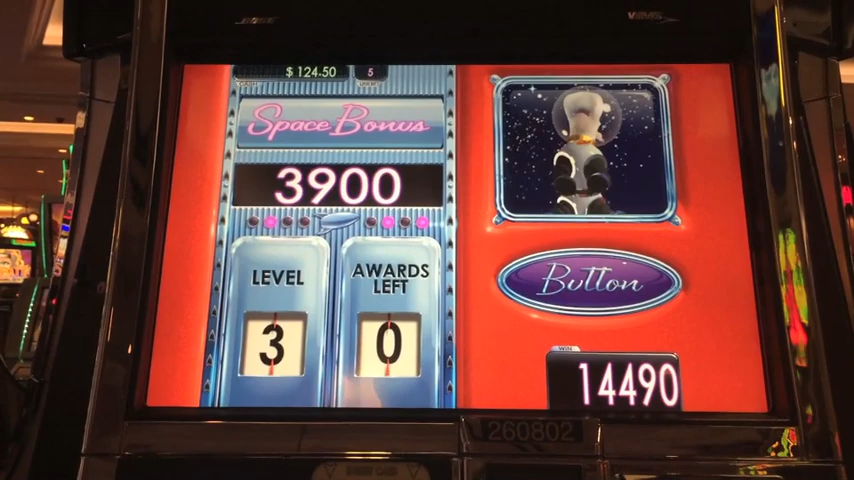 $ 124.50
5
Space Bonus
3900
LEVEL
AWARDS
LEFT
3
0
Button
WIN
14490
260802